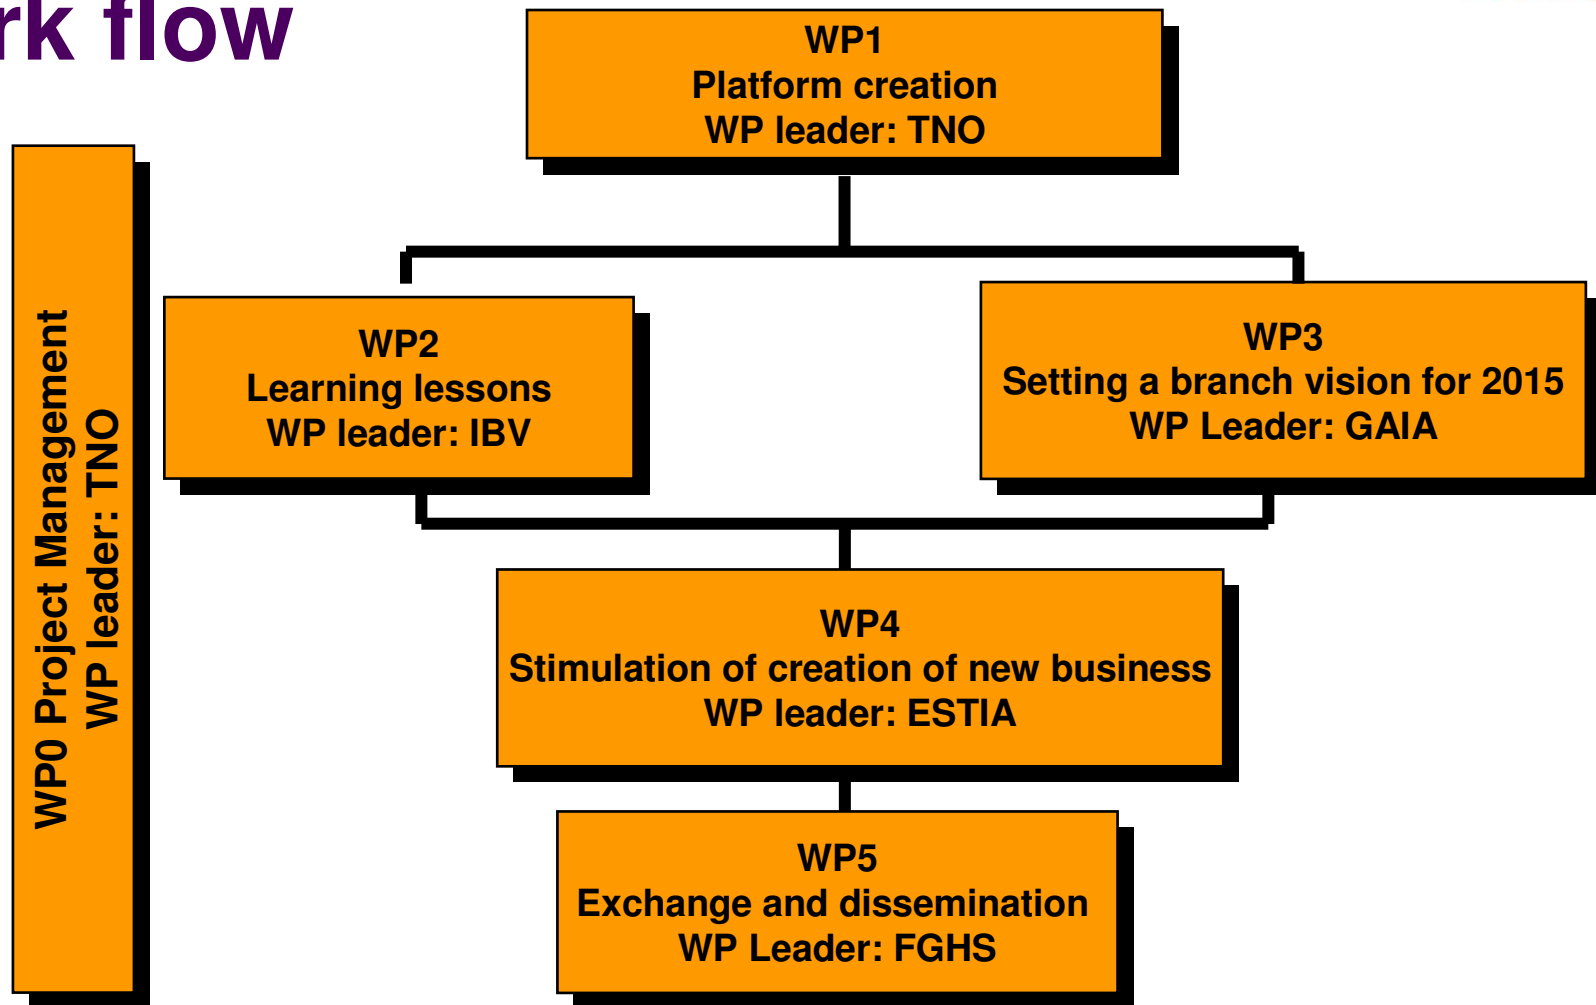 rk flow
WP1
Platform creation
WP leader: TNO
WP0 Project Management
WP leader: TNO
WP2
Learning lessons
WP leader: IBV
WP3
Setting a branch vision for 2015
WP Leader: GAIA
WP4
Stimulation of creation of new business
WP leader: ESTIA
WP5
Exchange and dissemination
WP Leader: FGHS